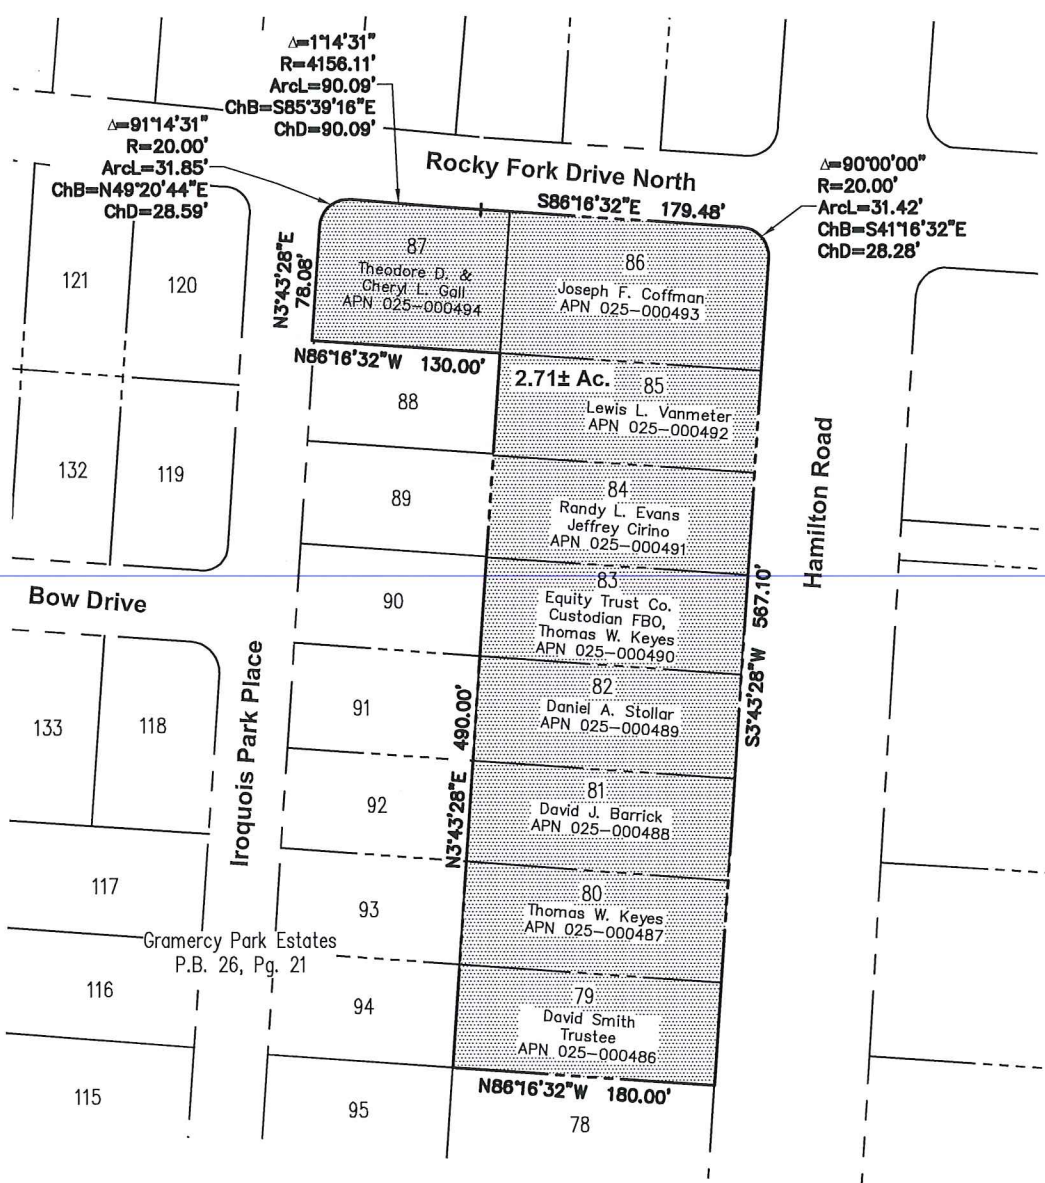 Δ=1°14'31"
R=4156.11'
ArcL=90.09'
ChB=S85°39'16"E
ChD=90.09'
Δ=91°14'31"
R=20.00'
ArcL=31.85'
ChB=N49°20'44"E
ChD=28.59'
Rocky Fork Drive North
S86°16'32"E 179.48'
Δ=90°00'00"
R=20.00'
ArcL=31.42'
ChB=S41°16'32"E
ChD=28.28'
121
120
N3°43'28"E
78.08'
87
Theodore D. &
Cheryl L. Gall
APN 025-000494
86
Joseph F. Coffman
APN 025-000493
N86°16'32"W 130.00'
2.71± Ac.
85
Lewis L. Vanmeter
APN 025-000492
88
132
119
89
84
Randy L. Evans
Jeffrey Cirino
APN 025-000491
Hamilton Road
Bow Drive
90
83
Equity Trust Co.
Custodian FBO,
Thomas W. Keyes
APN 025-000490
S3°43'28"W 567.10'
133
118
Iroquois Park Place
91
N3°43'28"E 490.00'
82
Daniel A. Stollar
APN 025-000489
92
81
David J. Barrick
APN 025-000488
117
93
80
Thomas W. Keyes
APN 025-000487
Gramercy Park Estates
P.B. 26, Pg. 21
116
94
79
David Smith
Trustee
APN 025-000486
N86°16'32"W 180.00'
115
95
78